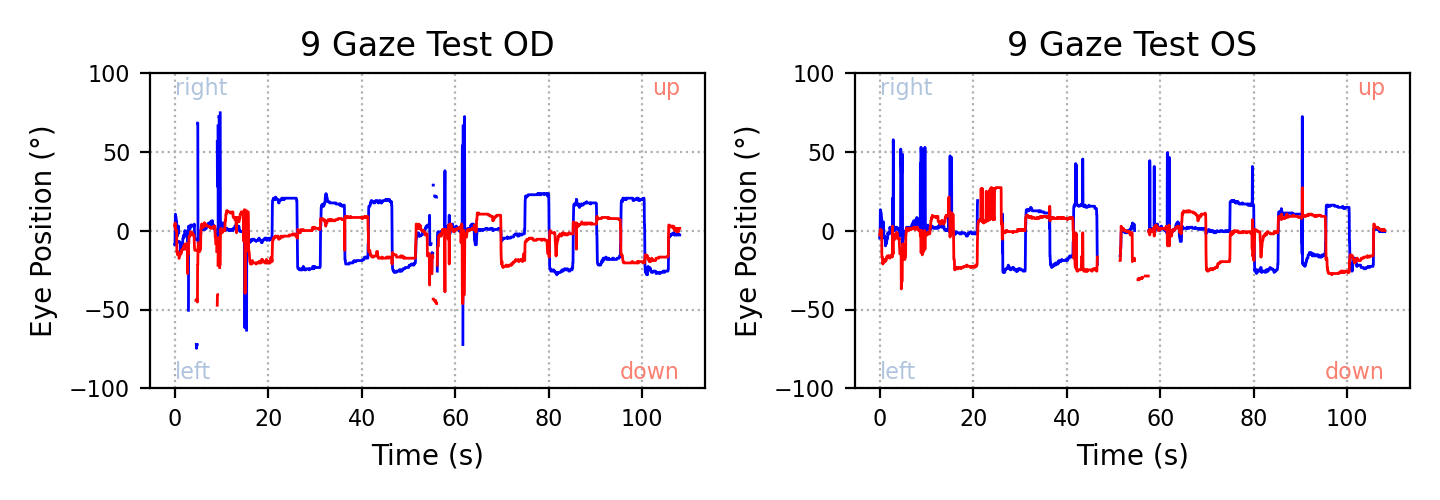 9 Gaze Test OD
Eye Position (°)
100
50
0
−50
−100
right
up
left
down
0 20 40 60 80 100
Time (s)
9 Gaze Test OS
Eye Position (°)
100
50
0
−50
−100
right
up
left
down
0 20 40 60 80 100
Time (s)